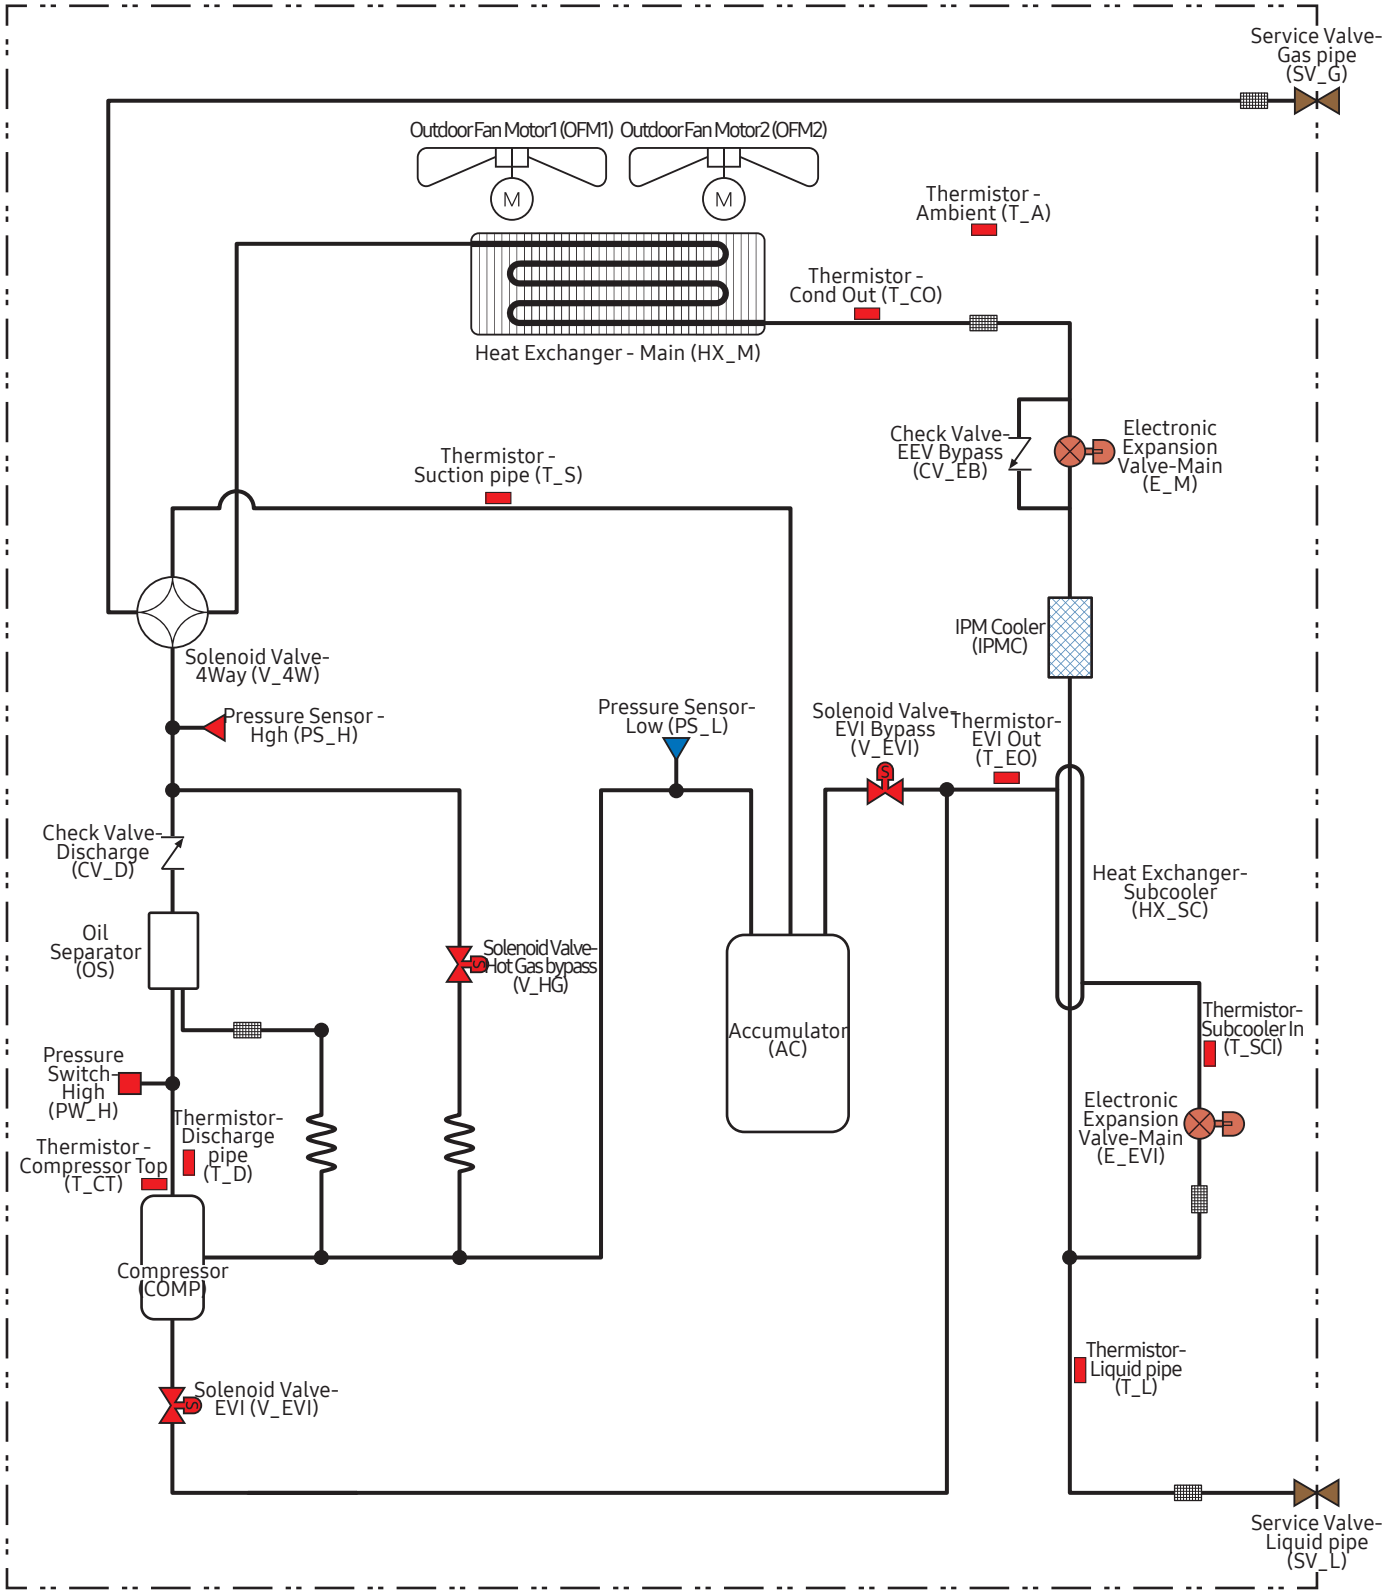 Service Valve-
Gas pipe
(SV_G)
Outdoor Fan Motor1 (OFM1)
Outdoor Fan Motor2 (OFM2)
M
M
Thermistor -
Ambient (T_A)
Thermistor -
Cond Out (T_CO)
Heat Exchanger - Main (HX_M)
Check Valve-
EEV Bypass
(CV_EB)
Electronic
Expansion
Valve-Main
(E_M)
Thermistor -
Suction pipe (T_S)
IPM Cooler
(IPMC)
Solenoid Valve-
4Way (V_4W)
Pressure Sensor -
Hgh (PS_H)
Pressure Sensor-
Low (PS_L)
Solenoid Valve-
EVI Bypass
(V_EVI)
S
Thermistor-
EVI Out
(T_EO)
Check Valve-
Discharge
(CV_D)
Heat Exchanger-
Subcooler
(HX_SC)
Oil
Separator
(OS)
S
Solenoid Valve-
Hot Gas bypass
(V_HG)
Accumulator
(AC)
Thermistor-
Subcooler In
(T_SCI)
Pressure
Switch-
High
(PW_H)
Thermistor-
Discharge
pipe
(T_D)
Electronic
Expansion
Valve-Main
(E_EVI)
Thermistor -
Compressor Top
(T_CT)
Compressor
(COMP)
Thermistor-
Liquid pipe
(T_L)
S
Solenoid Valve-
EVI (V_EVI)
Service Valve-
Liquid pipe
(SV_L)